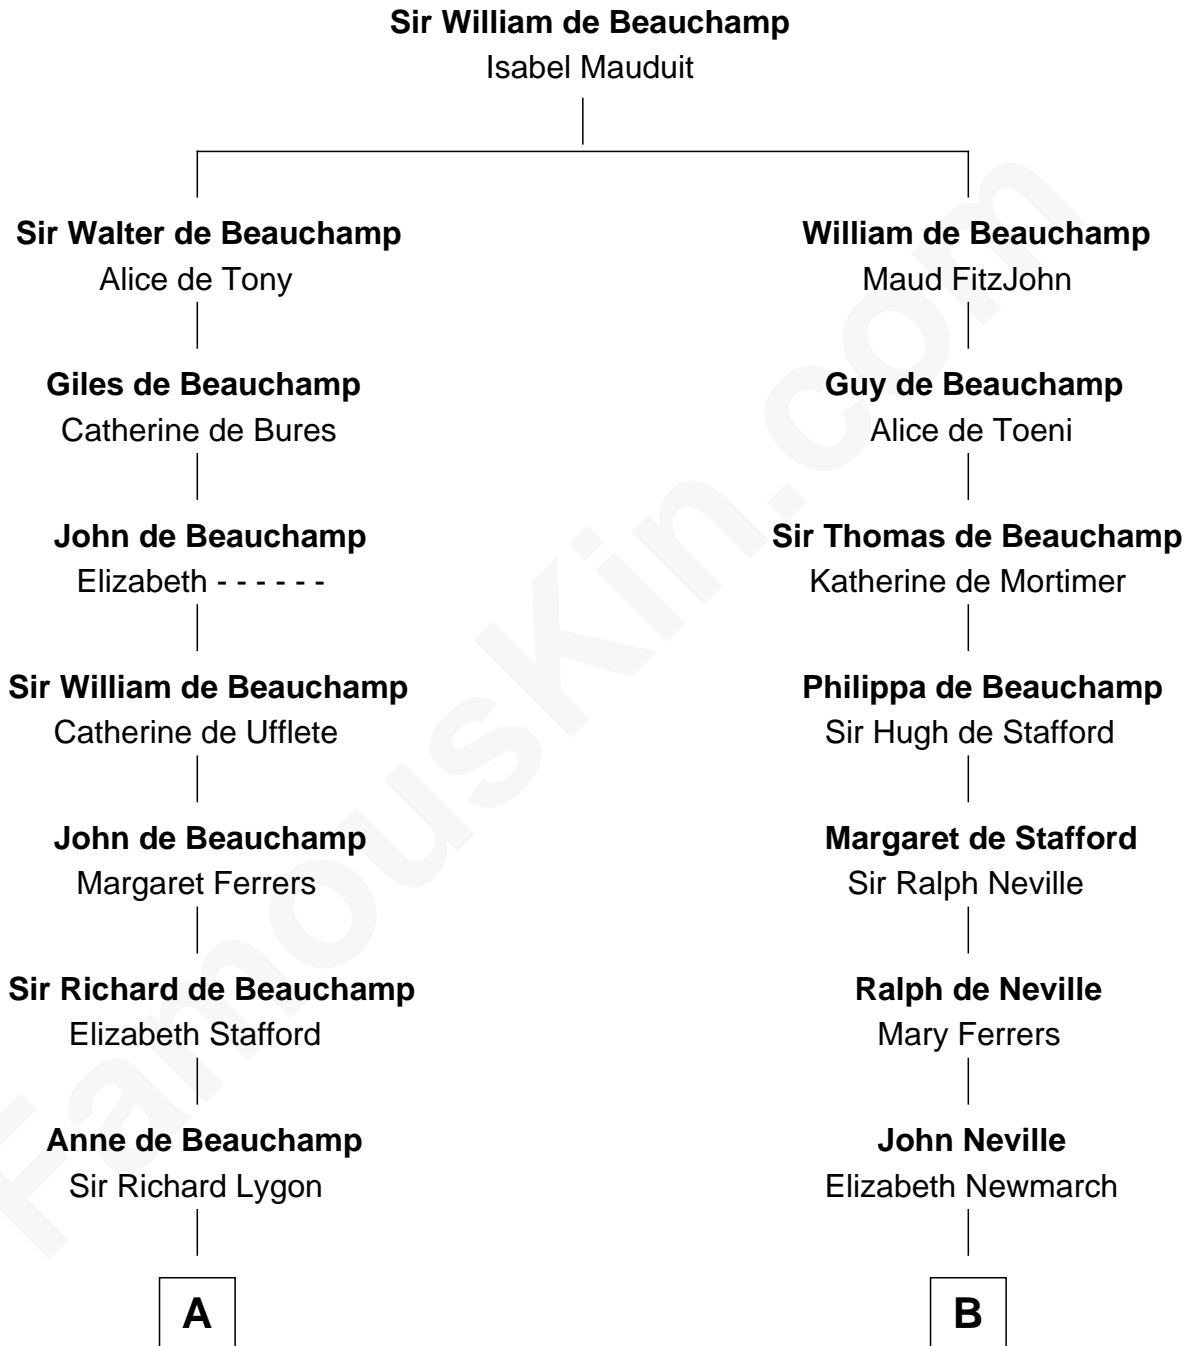 Sir William de Beauchamp
Isabel Mauduit
Sir Walter de Beauchamp
Alice de Tony
William de Beauchamp
Maud FitzJohn
Giles de Beauchamp
Catherine de Bures
Guy de Beauchamp
Alice de Toeni
John de Beauchamp
Elizabeth - - - - - -
Sir Thomas de Beauchamp
Katherine de Mortimer
Sir William de Beauchamp
Catherine de Ufflete
Philippa de Beauchamp
Sir Hugh de Stafford
John de Beauchamp
Margaret Ferrers
Margaret de Stafford
Sir Ralph Neville
Sir Richard de Beauchamp
Elizabeth Stafford
Ralph de Neville
Mary Ferrers
Anne de Beauchamp
Sir Richard Lygon
John Neville
Elizabeth Newmarch
A
B
FamousKin.com